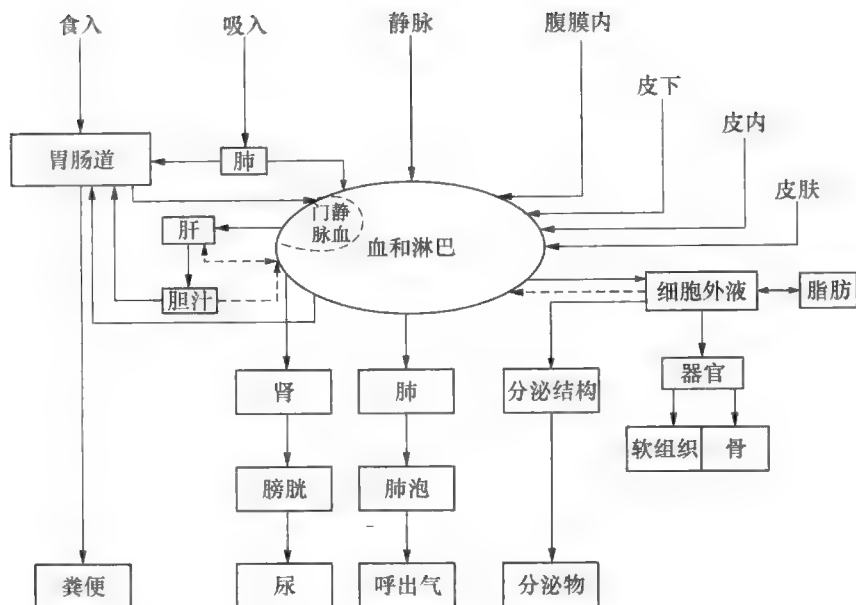 食入
吸入
静脉
腹膜内
皮下
皮内
皮肤
胃肠道
肺
门静
脉血
血和淋巴
肝
胆汁
细胞外液
脂肪
肾
肺
分泌结构
器官
软组织
骨
膀胱
肺泡
粪便
尿
呼出气
分泌物